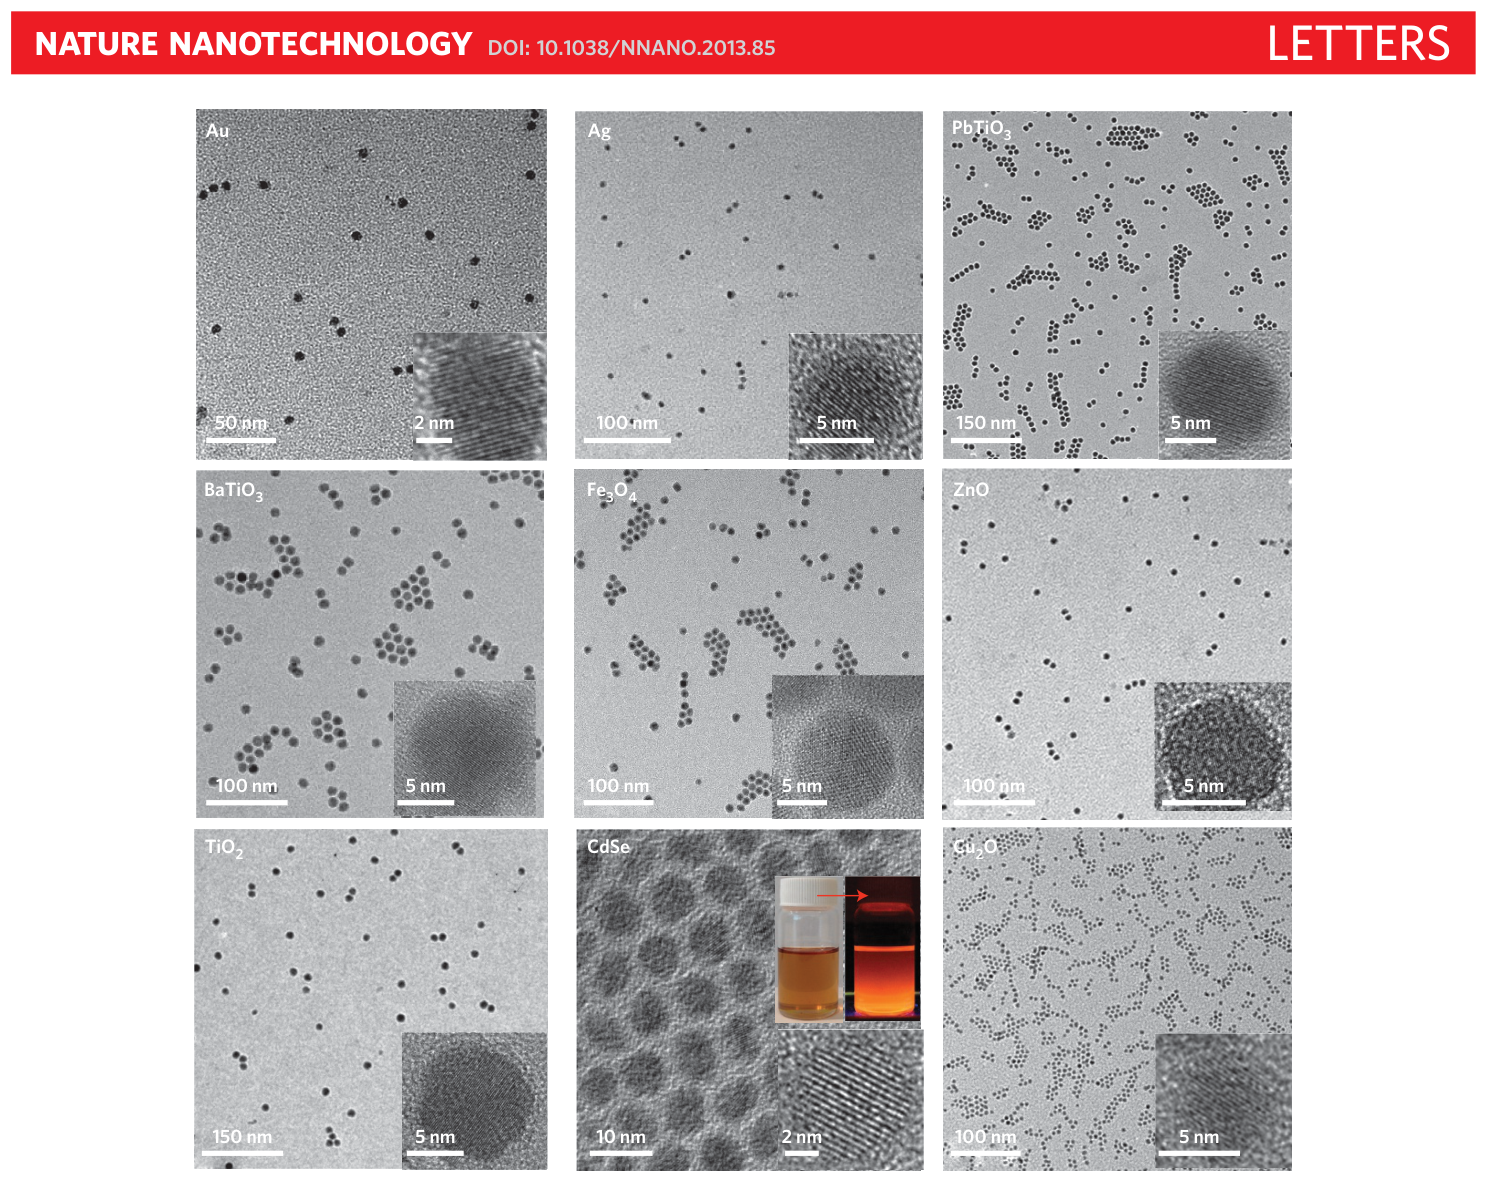 NATURE NANOTECHNOLOGY DOI: 10.1038/NNANO.2013.85
LETTERS
Au
50 nm
2 nm
Ag
100 nm
5 nm
PbTiO3
150 nm
5 nm
BaTiO3
100 nm
5 nm
Fe3O4
100 nm
5 nm
ZnO
100 nm
5 nm
TiO2
150 nm
5 nm
CdSe
10 nm
2 nm
Cu2O
100 nm
5 nm